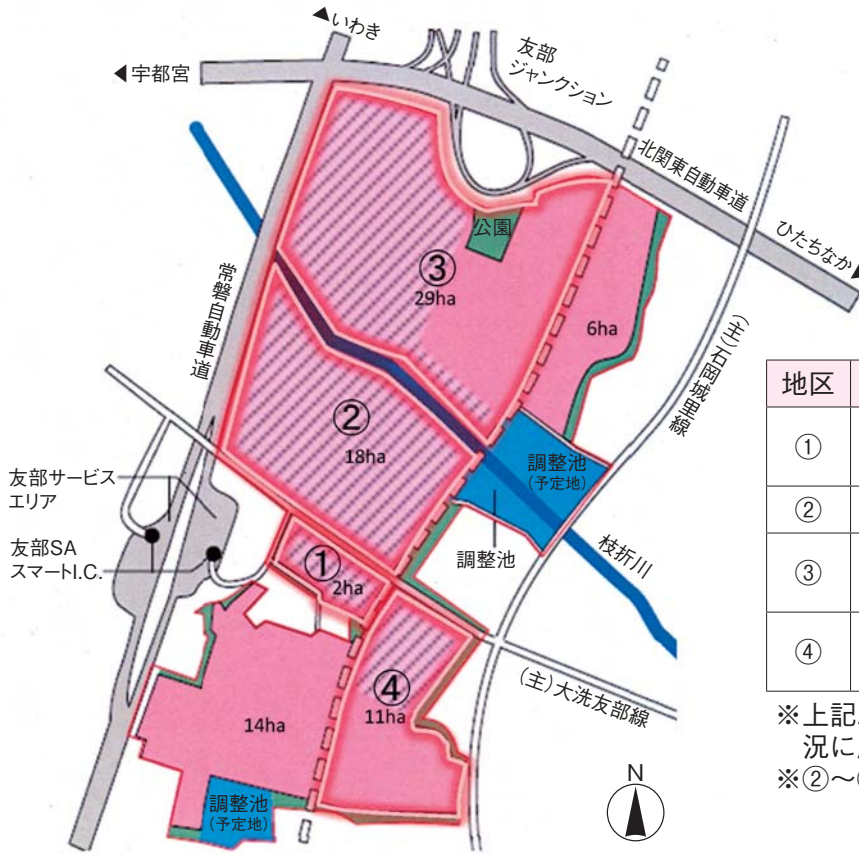 ▲いわき
◀宇都宮
友部
ジャンクション
北関東自動車道
ひたちなか▶
公園
③
29ha
6ha
常磐自動車道
(主)石岡城里線
②
18ha
調整池
(予定地)
友部サービス
エリア
友部SA
スマートI.C.
調整池
枝折川
①
2ha
④
11ha
(主)大洗友部線
14ha
調整池
(予定地)
N
地区
①
②
③
④
※上記
況に
※②～